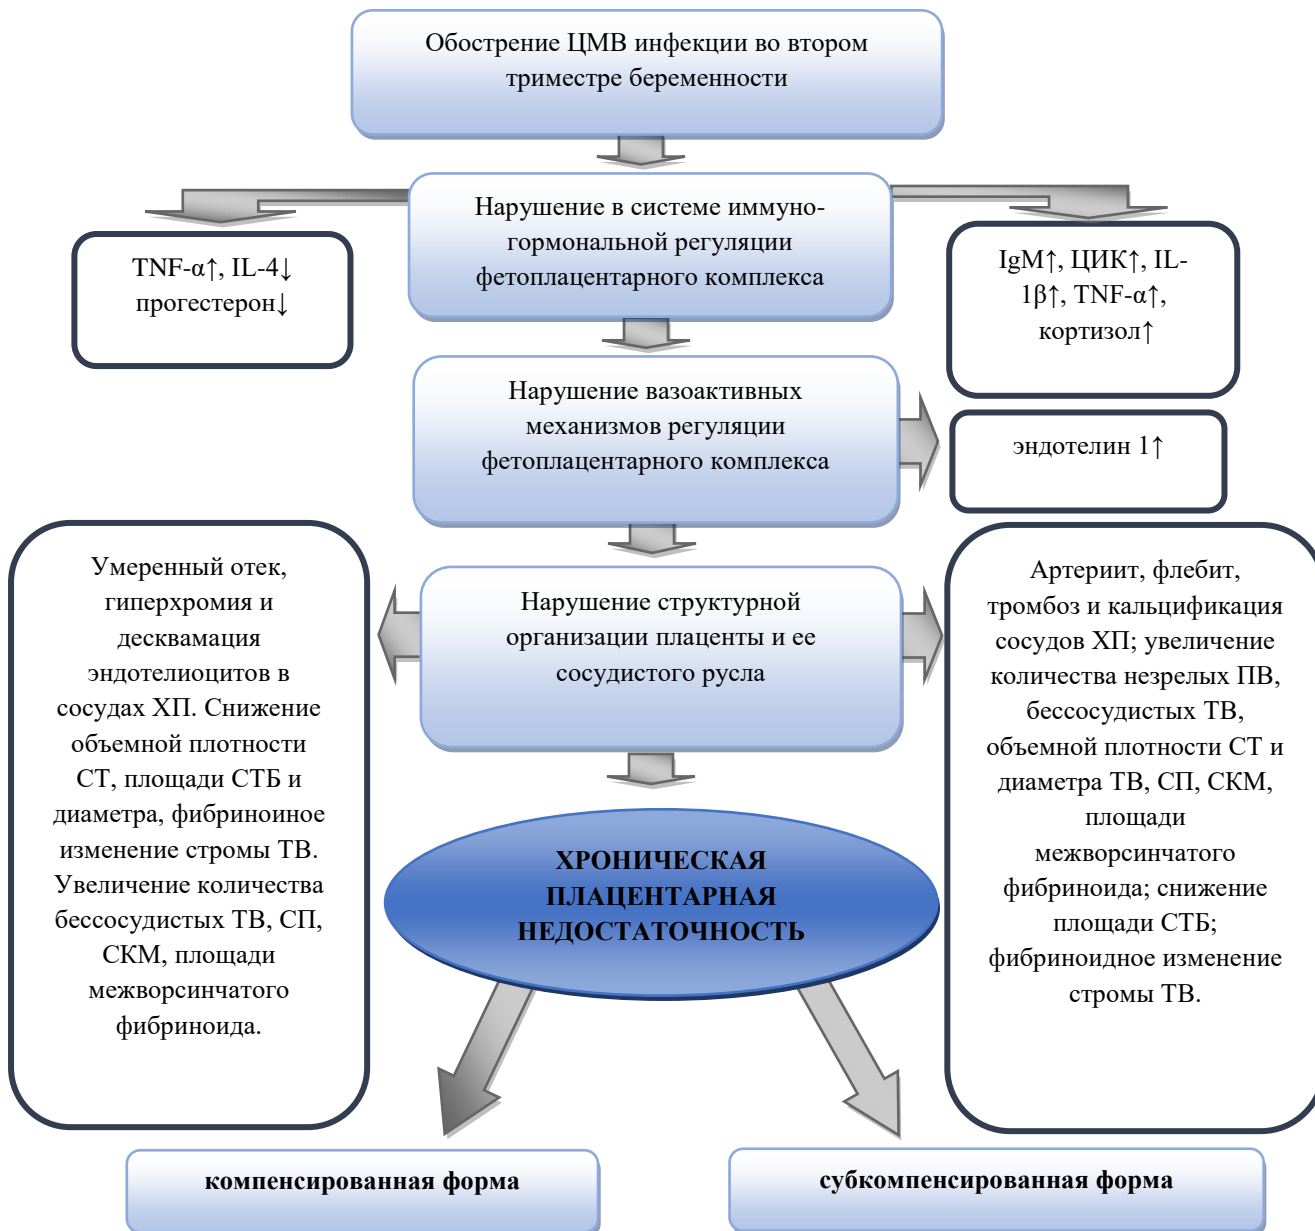 Обострение ЦМВ инфекции во втором
триместре беременности
Нарушение в системе иммуно-
гормональной регуляции
фетоплацентарного комплекса
TNF-α↑, IL-4↓
прогестерон↓
IgM↑, ЦИК↑, IL-
1β↑, TNF-α↑,
кортизол↑
Нарушение вазоактивных
механизмов регуляции
фетоплацентарного комплекса
эндотелин 1↑
Нарушение структурной
организации плаценты и ее
сосудистого русла
Умеренный отек,
гиперхромия и
десквамация
эндотелиоцитов в
сосудах ХП. Снижение
объемной плотности
СТ, площади СТБ и
диаметра, фибриноиное
изменение стромы ТВ.
Увеличение количества
бессосудистых ТВ, СП,
СКМ, площади
межворсинчатого
фибриноида.
Артериит, флебит,
тромбоз и кальцификация
сосудов ХП; увеличение
количества незрелых ПВ,
бессосудистых ТВ,
объемной плотности СТ и
диаметра ТВ, СП, СКМ,
площади
межворсинчатого
фибриноида; снижение
площади СТБ;
фибриноидное изменение
стромы ТВ.
ХРОНИЧЕСКАЯ
ПЛАЦЕНТАРНАЯ
НЕДОСТАТОЧНОСТЬ
компенсированная форма
субкомпенсированная форма